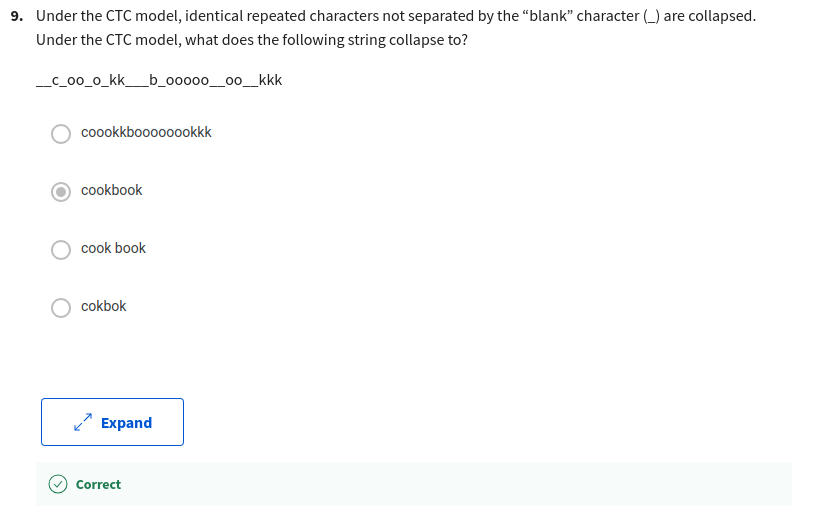 9. Under the CTC model, identical repeated characters not separated by the “blank” character (_) are collapsed.
Under the CTC model, what does the following string collapse to?
__c_oo_o_kk___b_ooooo__oo__kkk
coookkboooooookkk
cookbook
cook book
cokbok
Expand
Correct